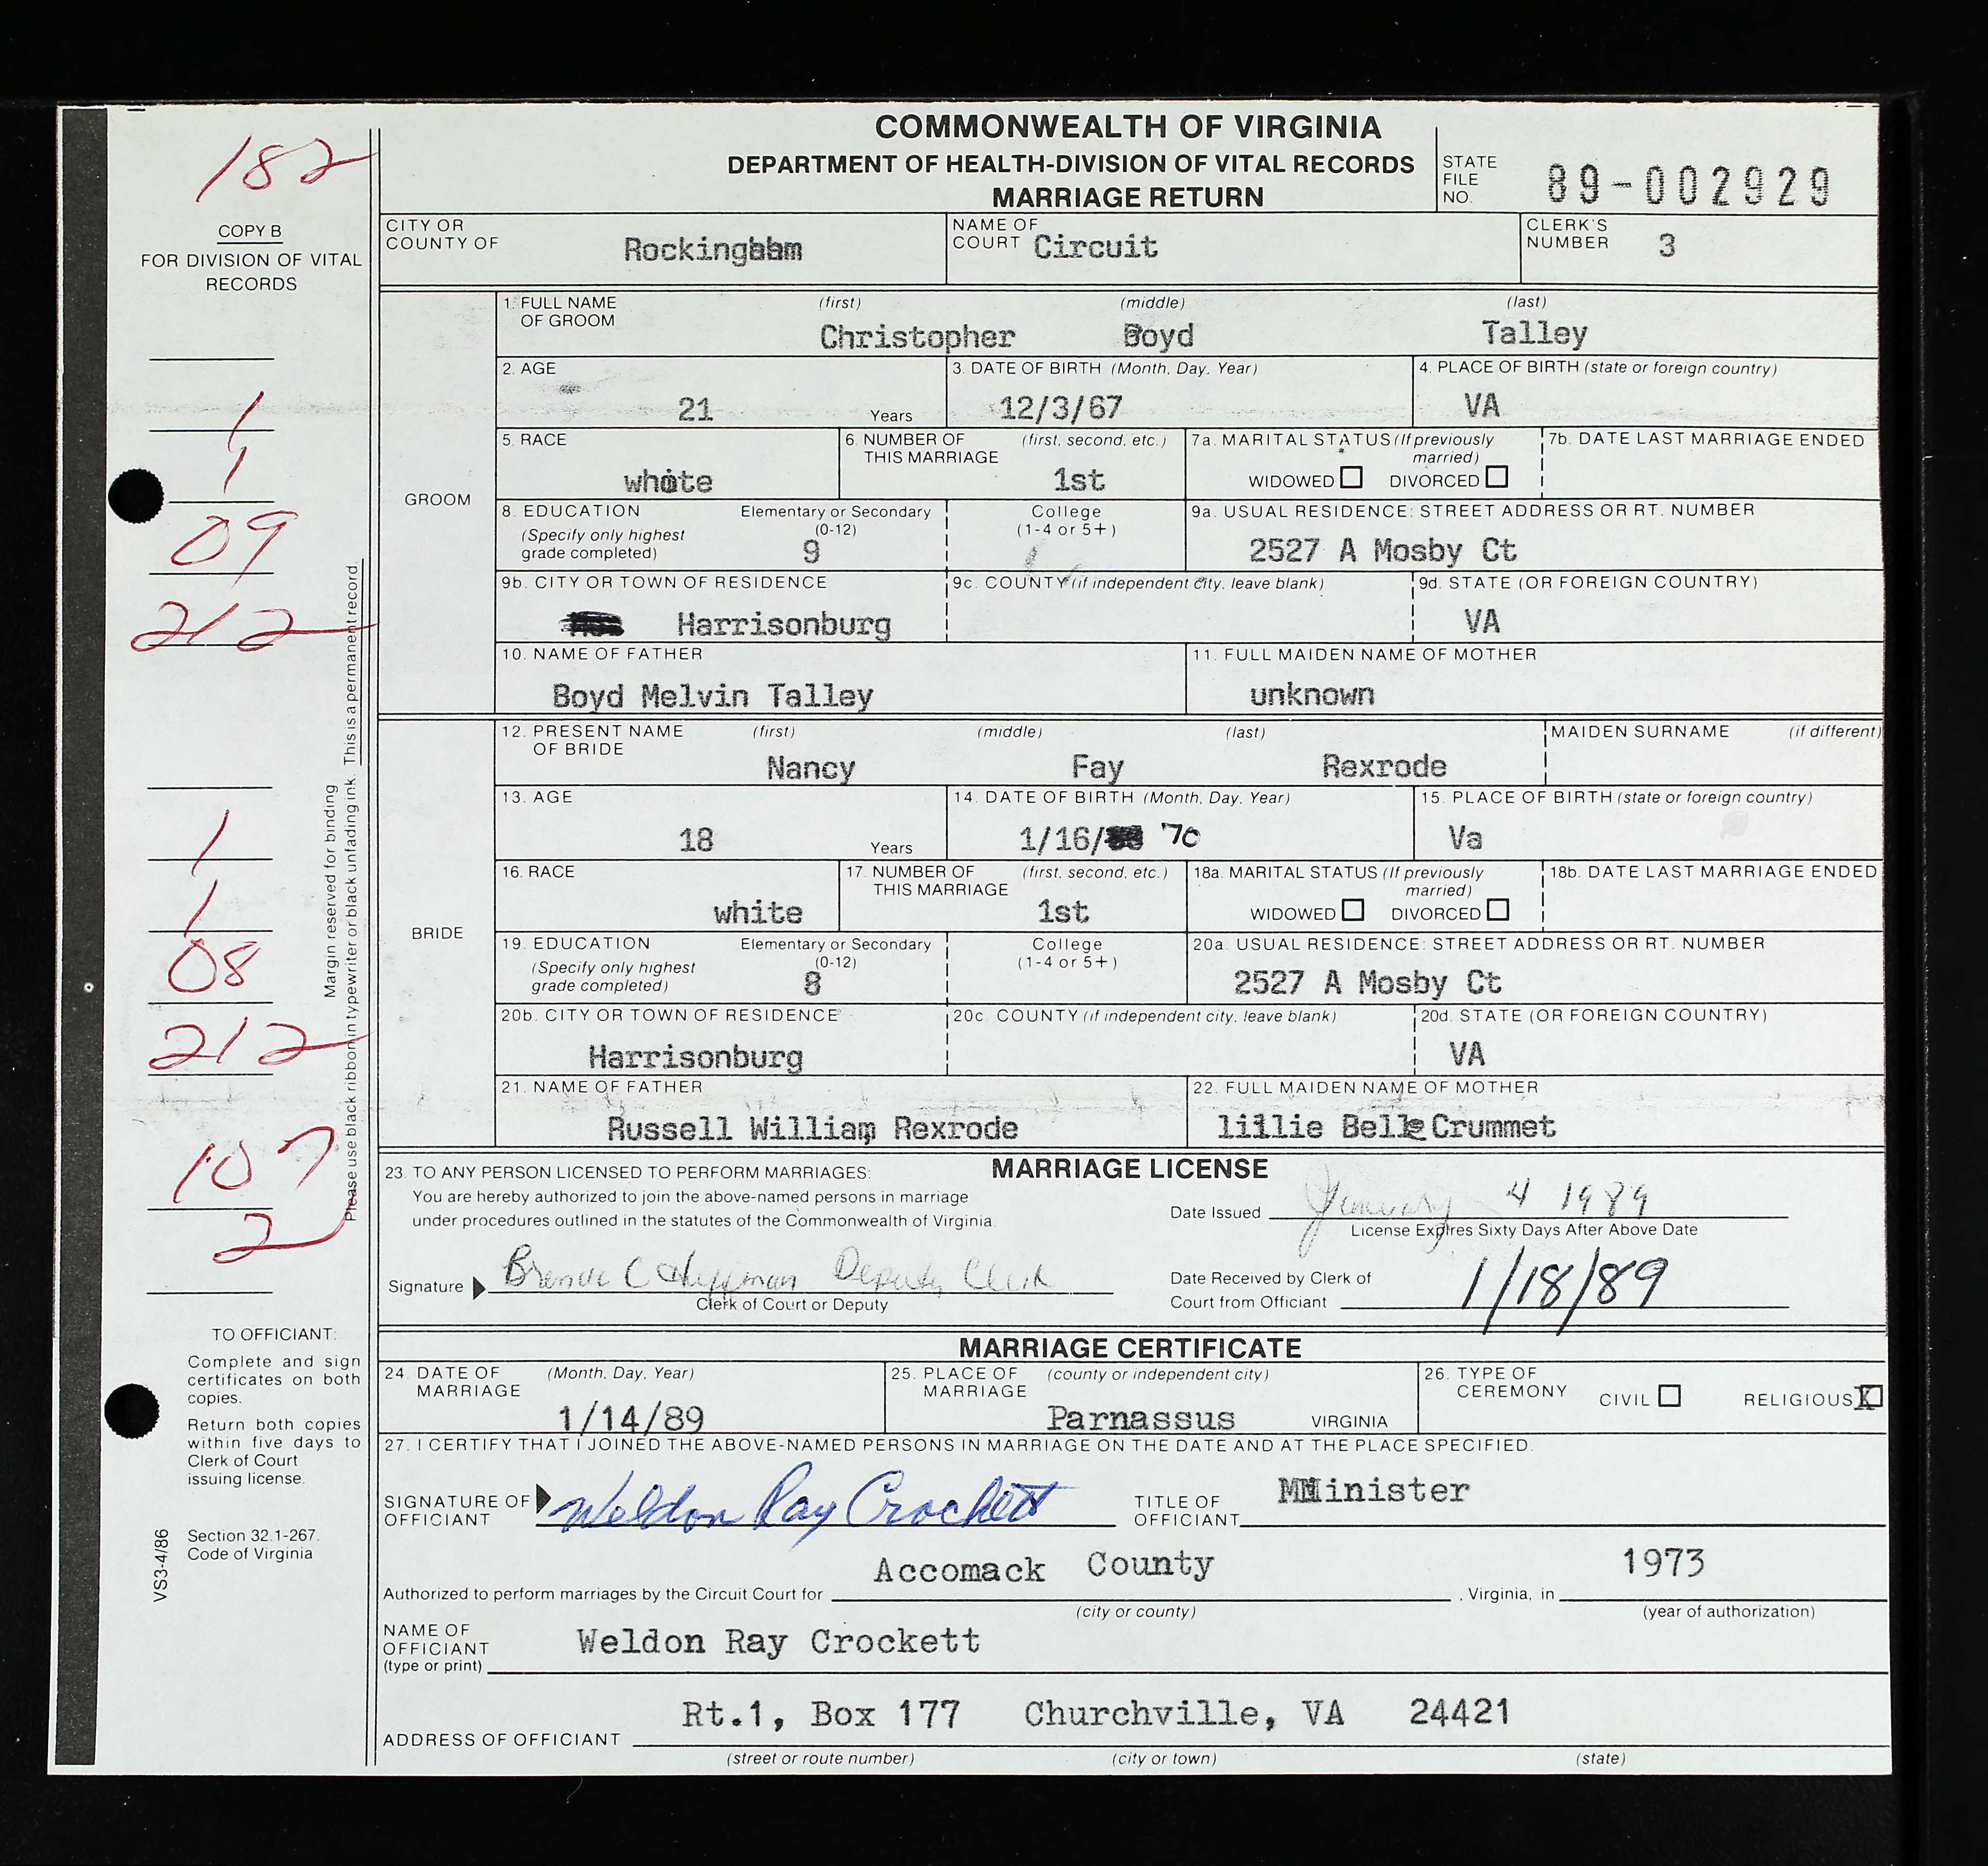 182
COPY B
FOR DIVISION OF VITAL
RECORDS
1
1
09
212
1
1
08
212
107
2
Margin reserved for binding
Please use black ribbon in typewriter or black unfading ink. This is a permanent record.
TO OFFICIANT:
Complete and sign
certificates on both
copies.
Return both copies
within five days to
Clerk of Court
issuing license.
Section 32.1-267.
Code of Virginia
VS3-4/86
COMMONWEALTH OF VIRGINIA
DEPARTMENT OF HEALTH-DIVISION OF VITAL RECORDS
MARRIAGE RETURN
STATE FILE NO. 89-002929
CITY OR COUNTY OF Rockingham
NAME OF COURT Circuit
CLERK'S NUMBER 3
GROOM
1. FULL NAME OF GROOM (first) (middle) (last)
Christopher Boyd Talley
2. AGE 21 Years
3. DATE OF BIRTH (Month, Day, Year) 12/3/67
4. PLACE OF BIRTH (state or foreign country) VA
5. RACE white
6. NUMBER OF THIS MARRIAGE (first, second, etc.) 1st
7a. MARITAL STATUS (If previously married) WIDOWED DIVORCED
7b. DATE LAST MARRIAGE ENDED
8. EDUCATION (Specify only highest grade completed) Elementary or Secondary (0-12) 9
College (1-4 or 5+)
9a. USUAL RESIDENCE: STREET ADDRESS OR RT. NUMBER
2527 A Mosby Ct
9b. CITY OR TOWN OF RESIDENCE Harrisonburg
9c. COUNTY (if independent city, leave blank)
9d. STATE (OR FOREIGN COUNTRY) VA
10. NAME OF FATHER
Boyd Melvin Talley
11. FULL MAIDEN NAME OF MOTHER
unknown
BRIDE
12. PRESENT NAME OF BRIDE (first) (middle) (last) MAIDEN SURNAME (if different)
Nancy Fay Rexrode
13. AGE 18 Years
14. DATE OF BIRTH (Month, Day, Year) 1/16/ '70
15. PLACE OF BIRTH (state or foreign country) Va
16. RACE white
17. NUMBER OF THIS MARRIAGE (first, second, etc.) 1st
18a. MARITAL STATUS (If previously married) WIDOWED DIVORCED
18b. DATE LAST MARRIAGE ENDED
19. EDUCATION (Specify only highest grade completed) Elementary or Secondary (0-12) 8
College (1-4 or 5+)
20a. USUAL RESIDENCE: STREET ADDRESS OR RT. NUMBER
2527 A Mosby Ct
20b. CITY OR TOWN OF RESIDENCE Harrisonburg
20c. COUNTY (if independent city, leave blank)
20d. STATE (OR FOREIGN COUNTRY) VA
21. NAME OF FATHER
Russell William Rexrode
22. FULL MAIDEN NAME OF MOTHER
lillie Belle Crummet
MARRIAGE LICENSE
23. TO ANY PERSON LICENSED TO PERFORM MARRIAGES:
You are hereby authorized to join the above-named persons in marriage
under procedures outlined in the statutes of the Commonwealth of Virginia.
Date Issued January 4 1989
License Expires Sixty Days After Above Date
Signature Deputy Clerk
Clerk of Court or Deputy
Date Received by Clerk of
Court from Officiant 1/18/89
MARRIAGE CERTIFICATE
24. DATE OF MARRIAGE (Month, Day, Year) 1/14/89
25. PLACE OF MARRIAGE (county or independent city) Parnassus VIRGINIA
26. TYPE OF CEREMONY CIVIL RELIGIOUS X
27. I CERTIFY THAT I JOINED THE ABOVE-NAMED PERSONS IN MARRIAGE ON THE DATE AND AT THE PLACE SPECIFIED.
SIGNATURE OF OFFICIANT Weldon Ray Crockett
TITLE OF OFFICIANT Minister
Authorized to perform marriages by the Circuit Court for Accomack County , Virginia, in 1973
(city or county) (year of authorization)
NAME OF OFFICIANT (type or print) Weldon Ray Crockett
ADDRESS OF OFFICIANT Rt.1, Box 177 Churchville, VA 24421
(street or route number) (city or town) (state)